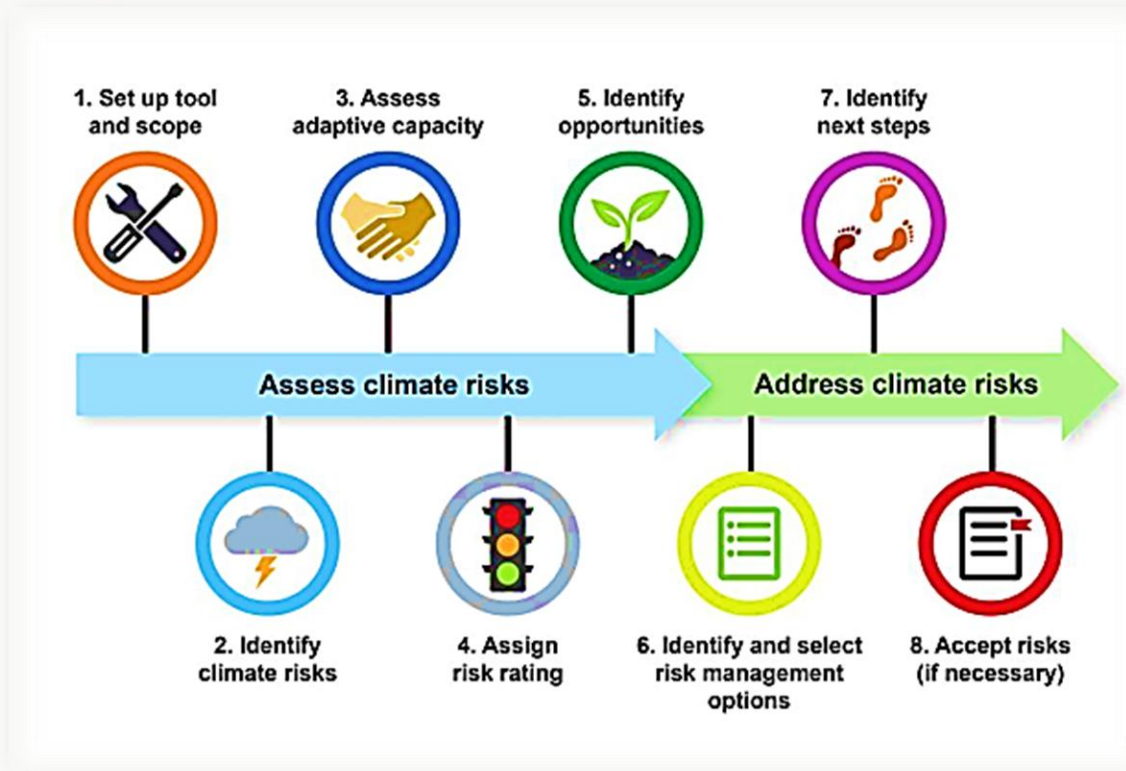 1. Set up tool
and scope
3. Assess
adaptive capacity
5. Identify
opportunities
7. Identify
next steps
Assess climate risks
Address climate risks
2. Identify
climate risks
4. Assign
risk rating
6. Identify and select
risk management
options
8. Accept risks
(if necessary)